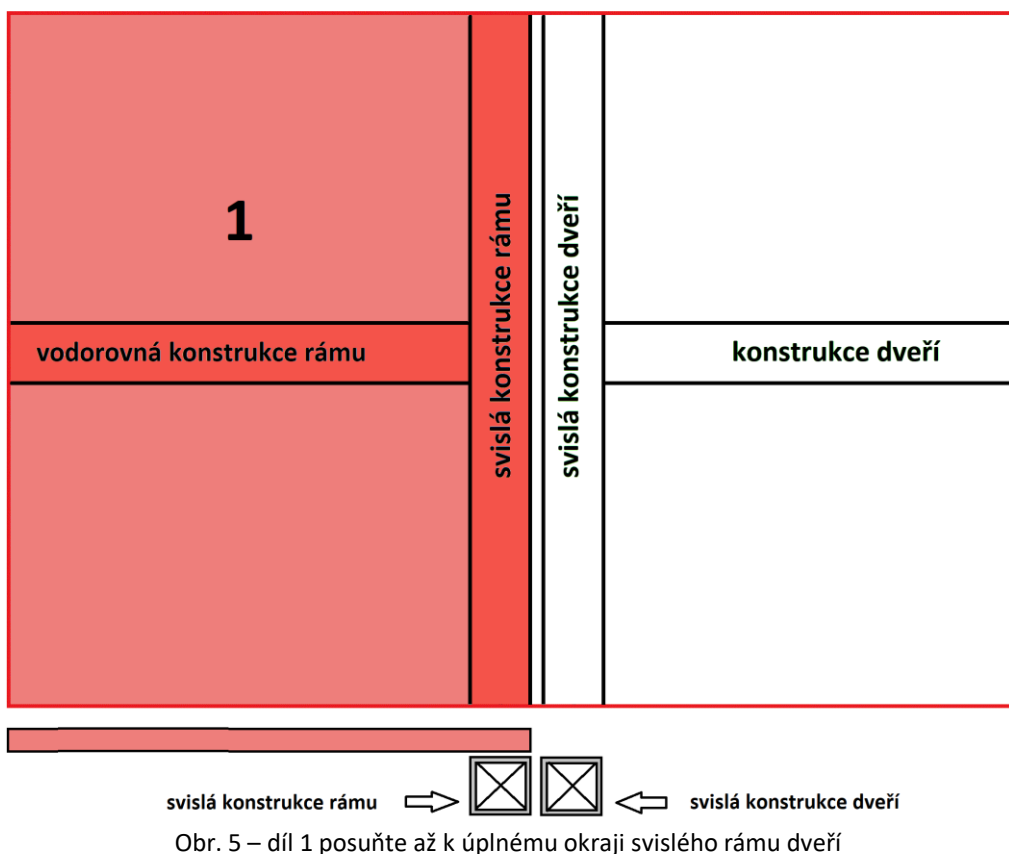 1
svislá konstrukce rámu
svislá konstrukce dveří
vodorovná konstrukce rámu
konstrukce dveří
svislá konstrukce rámu
svislá konstrukce dveří
Obr. 5 – díl 1 posuňte až k úplnému okraji svislého rámu dveří